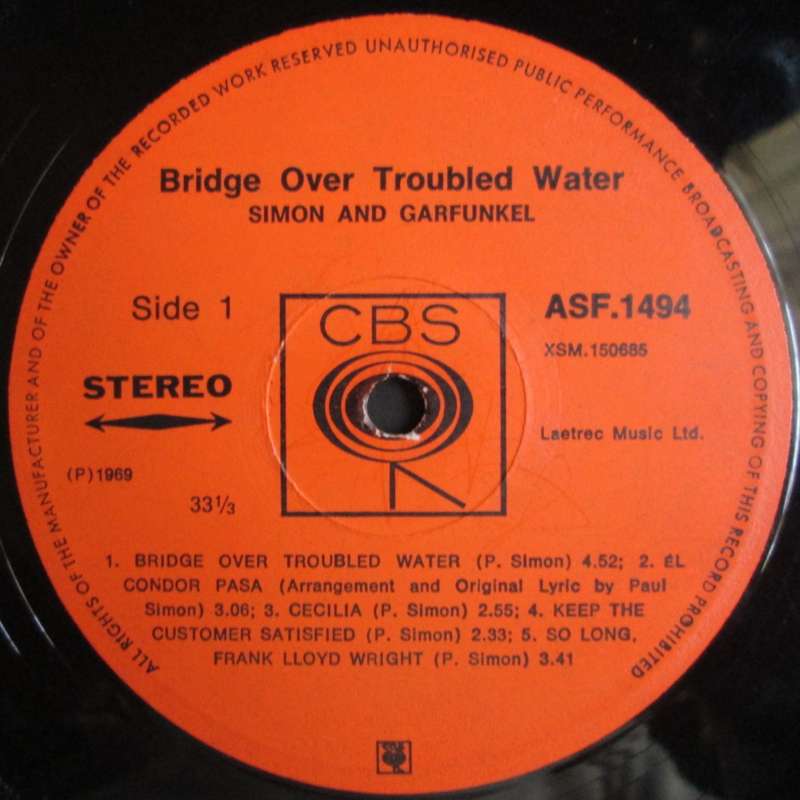 ALL RIGHTS OF THE MANUFACTURER AND OF THE OWNER OF THE RECORDED WORK RESERVED UNAUTHORISED PUBLIC PERFORMANCE BROADCASTING AND COPYING OF THIS RECORD PROHIBITED
Bridge Over Troubled Water
SIMON AND GARFUNKEL
Side 1
CBS
ASF.1494
XSM.150685
STEREO
Laetrec Music Ltd.
(P)1969
33⅓
1. BRIDGE OVER TROUBLED WATER (P. Simon) 4.52; 2. ÉL
CONDOR PASA (Arrangement and Original Lyric by Paul
Simon) 3.06; 3. CECILIA (P. Simon) 2.55; 4. KEEP THE
CUSTOMER SATISFIED (P. Simon) 2.33; 5. SO LONG,
FRANK LLOYD WRIGHT (P. Simon) 3.41